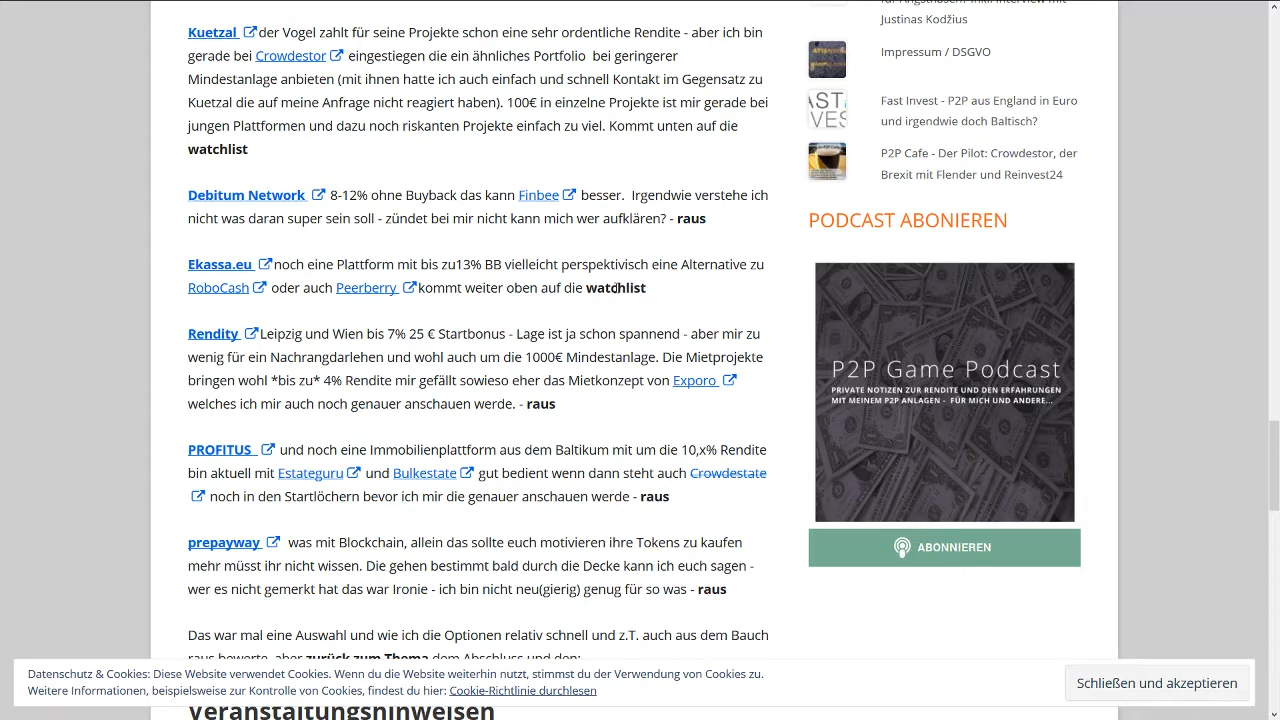 Kuetzal der Vogel zahlt für seine Projekte schon eine sehr ordentliche Rendite - aber ich bin
gerade bei Crowdestor eingestiegen die ein ähnliches Portfolio bei geringerer
Mindestanlage anbieten (mit ihnen hatte ich auch einfach und schnell Kontakt im Gegensatz zu
Kuetzal die auf meine Anfrage nicht reagiert haben). 100€ in einzelne Projekte ist mir gerade bei
jungen Plattformen und dazu noch riskanten Projekte einfach zu viel. Kommt unten auf die
watchlist
Debitum Network 8-12% ohne Buyback das kann Finbee besser. Irgendwie verstehe ich
nicht was daran super sein soll - zündet bei mir nicht kann mich wer aufklären? - raus
Ekassa.eu noch eine Plattform mit bis zu13% BB vielleicht perspektivisch eine Alternative zu
RoboCash oder auch Peerberry kommt weiter oben auf die watchlist
Rendity Leipzig und Wien bis 7% 25 € Startbonus - Lage ist ja schon spannend - aber mir zu
wenig für ein Nachrangdarlehen und wohl auch um die 1000€ Mindestanlage. Die Mietprojekte
bringen wohl *bis zu* 4% Rendite mir gefällt sowieso eher das Mietkonzept von Exporo
welches ich mir auch noch genauer anschauen werde. - raus
PROFITUS und noch eine Immobilienplattform aus dem Baltikum mit um die 10,x% Rendite
bin aktuell mit Estateguru und Bulkestate gut bedient wenn dann steht auch Crowdestate
noch in den Startlöchern bevor ich mir die genauer anschauen werde - raus
prepayway was mit Blockchain, allein das sollte euch motivieren ihre Tokens zu kaufen
mehr müsst ihr nicht wissen. Die gehen bestimmt bald durch die Decke kann ich euch sagen -
wer es nicht gemerkt hat das war Ironie - ich bin nicht neu(gierig) genug für so was - raus
Das war mal eine Auswahl und wie ich die Optionen relativ schnell und z.T. auch aus dem Bauch
raus bewerte, aber zurück zum Thema dem Abschluss und den:
Veranstaltungshinweisen
Justinas Kodžius
Impressum / DSGVO
Fast Invest - P2P aus England in Euro
und irgendwie doch Baltisch?
P2P Cafe - Der Pilot: Crowdestor, der
Brexit mit Flender und Reinvest24
PODCAST ABONIEREN
P2P Game Podcast
PRIVATE NOTIZEN ZUR RENDITE UND DEN ERFAHRUNGEN
MIT MEINEM P2P ANLAGEN - FÜR MICH UND ANDERE...
ABONNIEREN
Datenschutz & Cookies: Diese Website verwendet Cookies. Wenn du die Website weiterhin nutzt, stimmst du der Verwendung von Cookies zu.
Weitere Informationen, beispielsweise zur Kontrolle von Cookies, findest du hier: Cookie-Richtlinie durchlesen
Schließen und akzeptieren